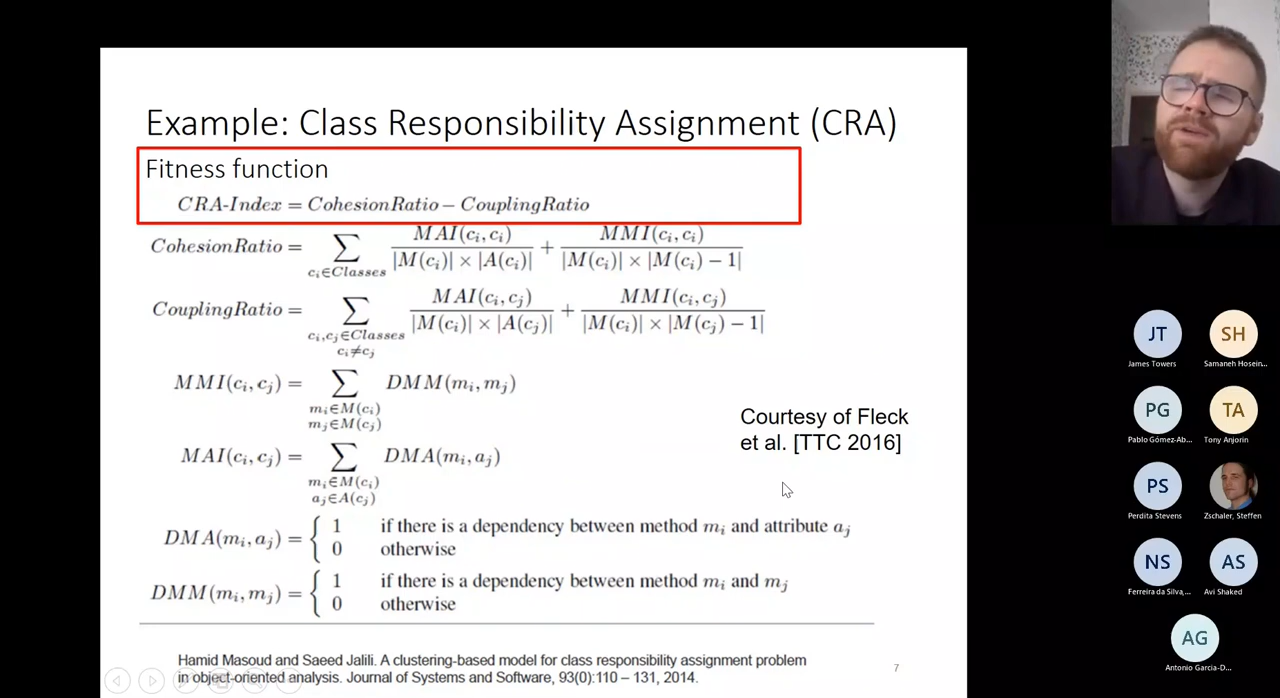 Example: Class Responsibility Assignment (CRA)
Fitness function
CRA-Index = CohesionRatio − CouplingRatio
CohesionRatio = ∑_{c_i∈Classes} MAI(c_i, c_i) / |M(c_i)| × |A(c_i)| + MMI(c_i, c_i) / |M(c_i)| × |M(c_i) − 1|
CouplingRatio = ∑_{c_i,c_j∈Classes, c_i≠c_j} MAI(c_i, c_j) / |M(c_i)| × |A(c_j)| + MMI(c_i, c_j) / |M(c_i)| × |M(c_j) − 1|
MMI(c_i, c_j) = ∑_{m_i∈M(c_i), m_j∈M(c_j)} DMM(m_i, m_j)
MAI(c_i, c_j) = ∑_{m_i∈M(c_i), a_j∈A(c_j)} DMA(m_i, a_j)
Courtesy of Fleck
et al. [TTC 2016]
DMA(m_i, a_j) = { 1 if there is a dependency between method m_i and attribute a_j
0 otherwise
DMM(m_i, m_j) = { 1 if there is a dependency between method m_i and m_j
0 otherwise
Hamid Masoud and Saeed Jalili. A clustering-based model for class responsibility assignment problem
in object-oriented analysis. Journal of Systems and Software, 93(0):110 – 131, 2014.
7
JT
James Towers
SH
Samaneh Hosein...
PG
Pablo Gómez-Ab...
TA
Tony Anjorin
PS
Perdita Stevens
Zschaler, Steffen
NS
Ferreira da Silva,...
AS
Avi Shaked
AG
Antonio Garcia-D...